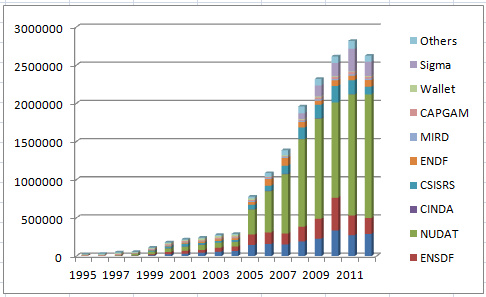 3000000
2500000
2000000
1500000
1000000
500000
0
1995 1997 1999 2001 2003 2005 2007 2009 2011
Others
Sigma
Wallet
CAPGAM
MIRD
ENDF
CSISRS
CINDA
NUDAT
ENSDF